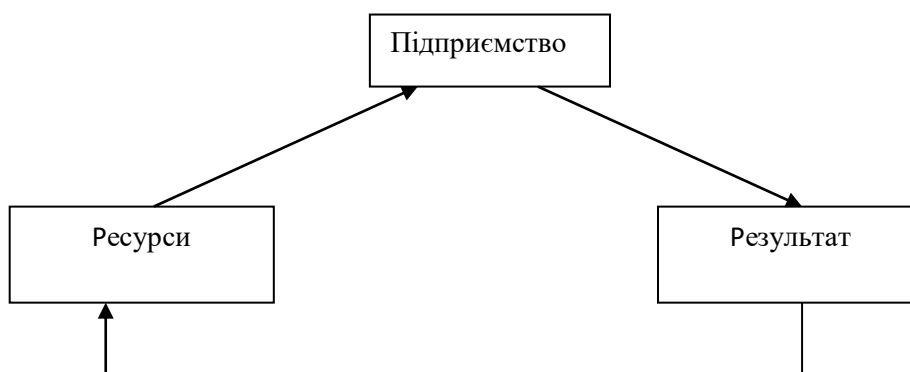 Підприємство
Ресурси
Результат